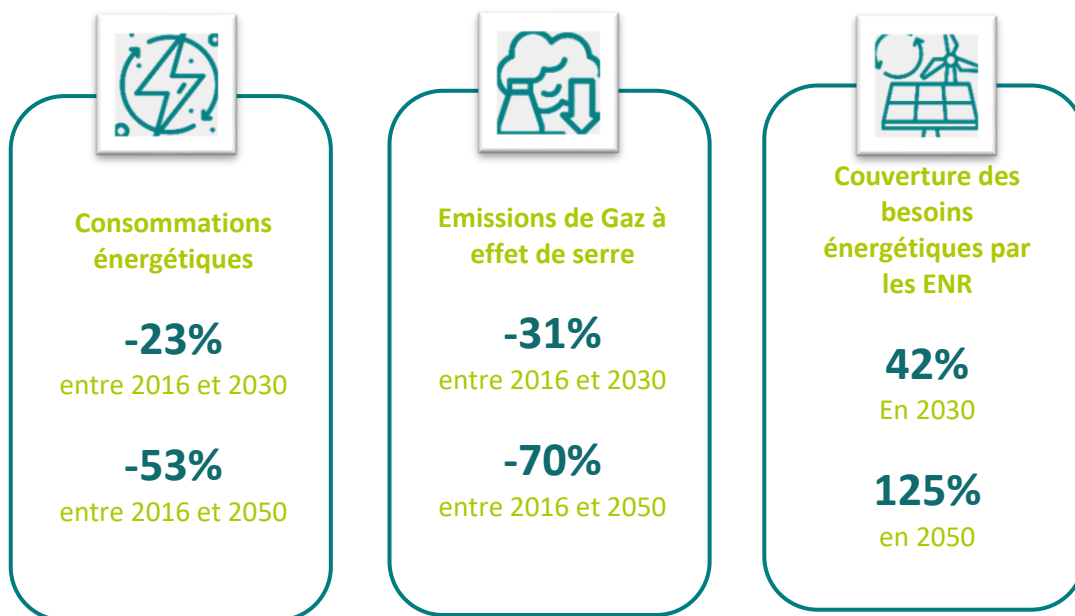 Consommations
énergétiques
-23%
entre 2016 et 2030
-53%
entre 2016 et 2050
Emissions de Gaz à
effet de serre
-31%
entre 2016 et 2030
-70%
entre 2016 et 2050
Couverture des
besoins
énergétiques par
les ENR
42%
En 2030
125%
en 2050